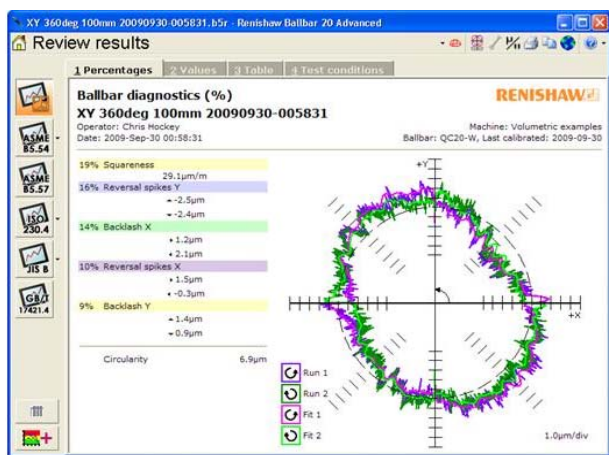 XY 360deg 100mm 20090930-005831.b5r - Renishaw Ballbar 20 Advanced
Review results
1 Percentages
2 Values
3 Table
4 Test conditions
ASME
B5.54
ASME
B5.57
ISO
230.4
JIS B
GB/T
17421.4
Ballbar diagnostics (%)
RENISHAW
XY 360deg 100mm 20090930-005831
Operator: Chris Hockey
Machine: Volumetric examples
Date: 2009-Sep-30 00:58:31
Ballbar: QC20-W, Last calibrated: 2009-09-30
19% Squareness
29.1µm/m
16% Reversal spikes Y
-2.5µm
-2.4µm
14% Backlash X
1.2µm
2.1µm
10% Reversal spikes X
1.5µm
-0.3µm
9% Backlash Y
1.4µm
0.9µm
Circularity 6.9µm
+Y
+X
Run 1
Run 2
Fit 1
Fit 2
1.0µm/div